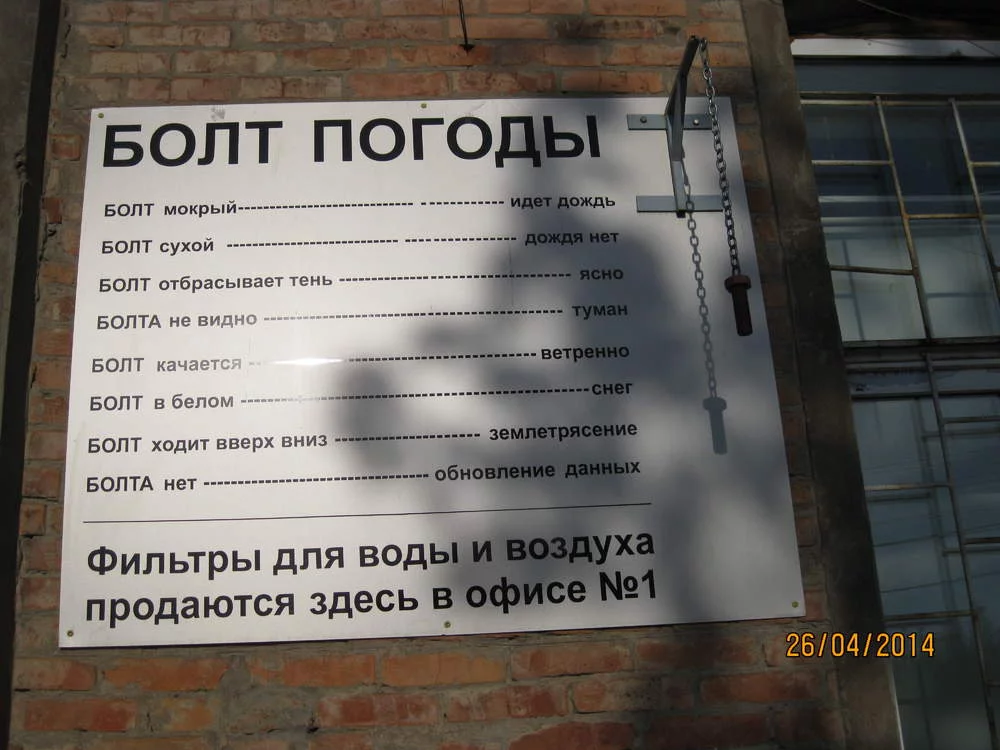 БОЛТ ПОГОДЫ
БОЛТ мокрый------------------------------ ------------- идет дождь
БОЛТ сухой ----------------------------- ------------------- дождя нет
БОЛТ отбрасывает тень --------------------------------------- ясно
БОЛТА не видно --------------------------------------------------- туман
БОЛТ качается -- -------------------------------- ветренно
БОЛТ в белом ------------------------------------------------------------снег
БОЛТ ходит вверх вниз ------------------------- землетрясение
БОЛТА нет --------------------------------------- обновление данных
Фильтры для воды и воздуха
продаются здесь в офисе №1
26/04/2014